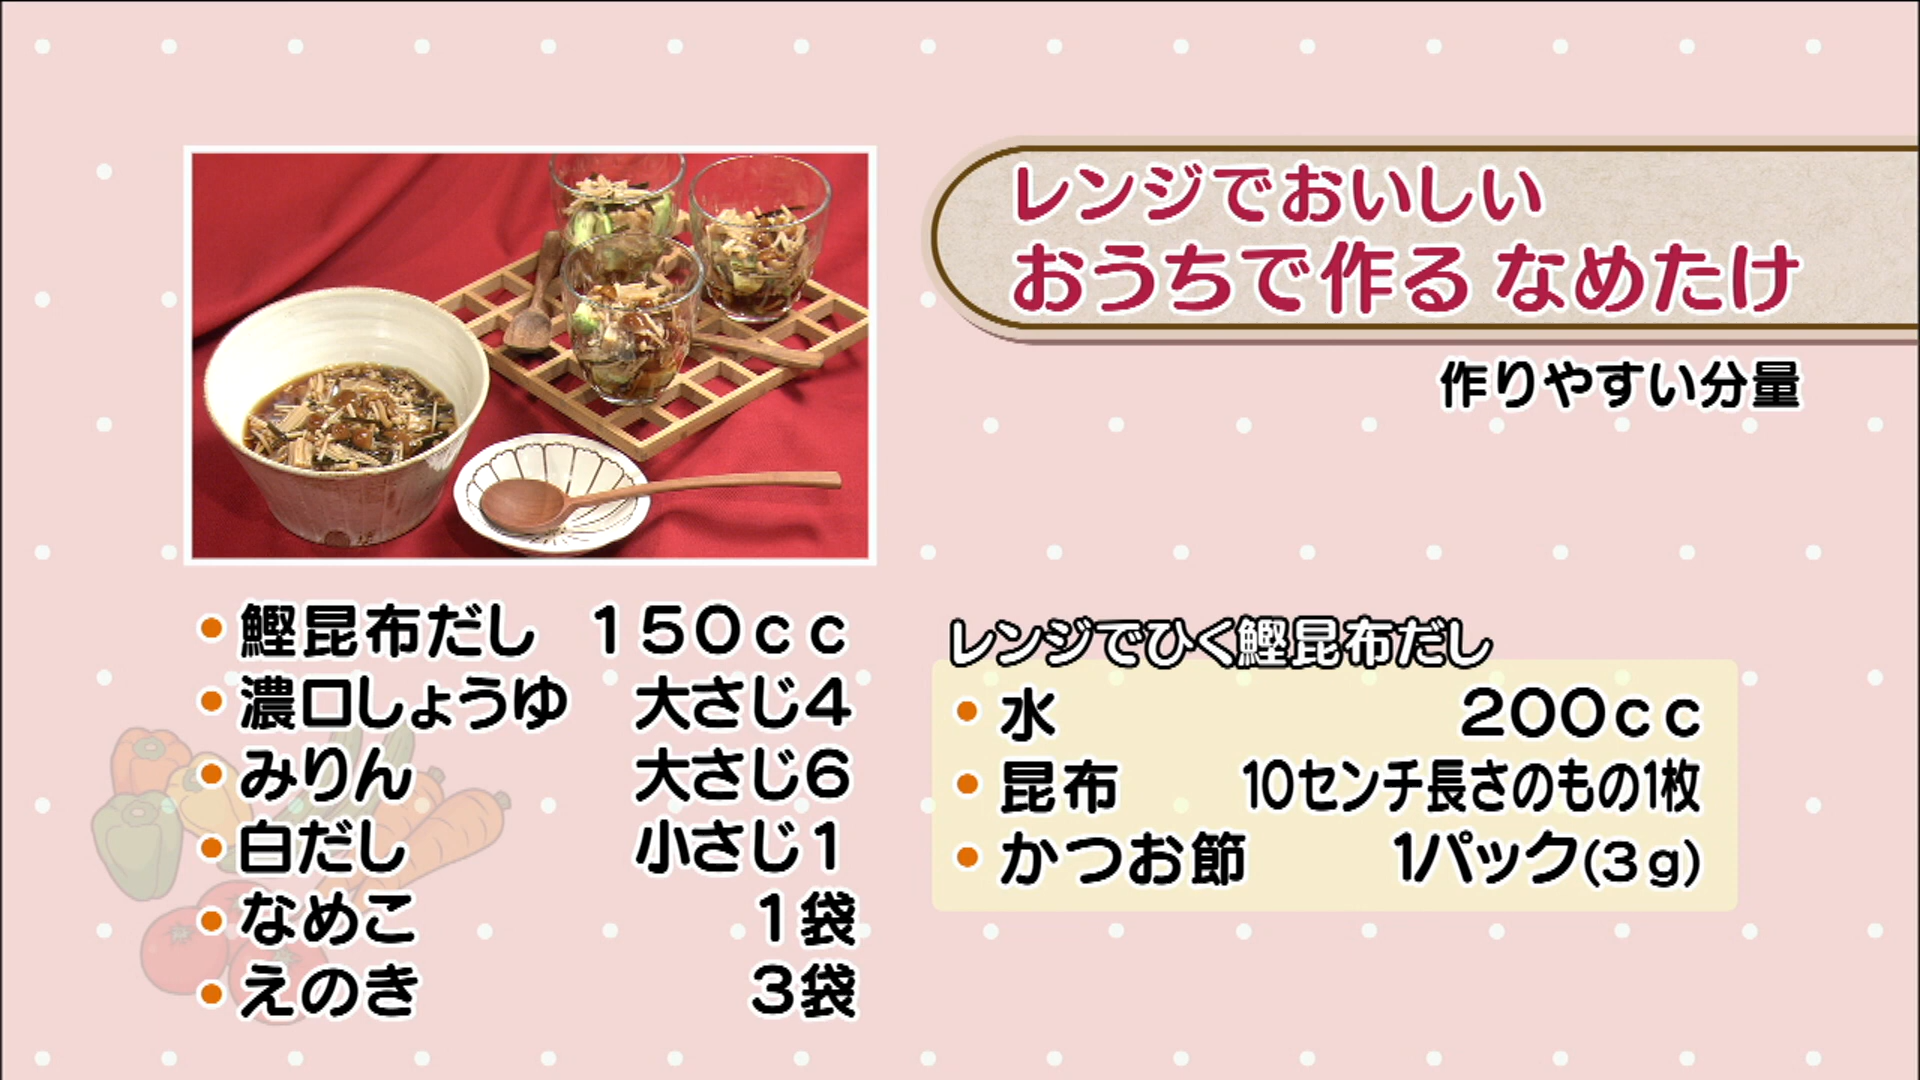 レンジでおいしい
おうちで作る なめたけ
作りやすい分量
・鰹昆布だし １５０ｃｃ
・濃口しょうゆ 大さじ４
・みりん 大さじ６
・白だし 小さじ１
・なめこ １袋
・えのき ３袋
レンジでひく鰹昆布だし
・水 ２００ｃｃ
・昆布 10センチ長さのもの1枚
・かつお節 1パック(３ｇ)